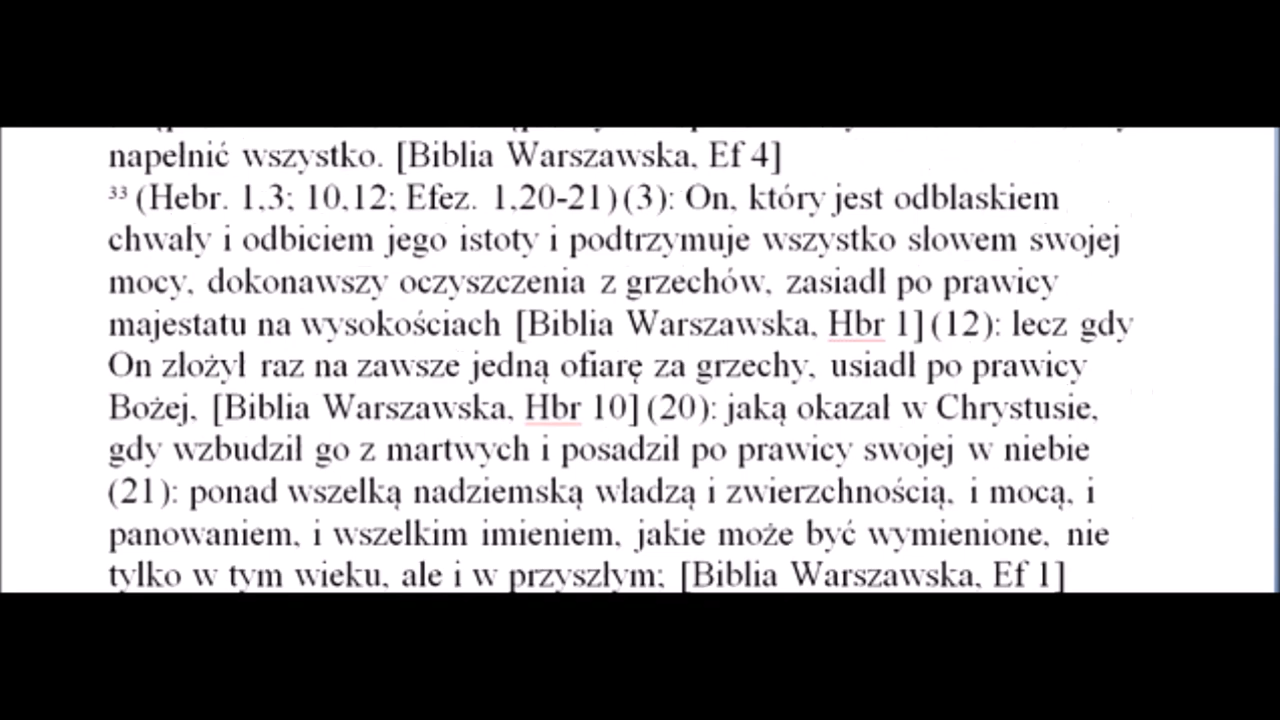 napełnić wszystko. [Biblia Warszawska, Ef 4]
³³ (Hebr. 1,3; 10,12; Efez. 1,20-21) (3): On, który jest odblaskiem
chwały i odbiciem jego istoty i podtrzymuje wszystko słowem swojej
mocy, dokonawszy oczyszczenia z grzechów, zasiadł po prawicy
majestatu na wysokościach [Biblia Warszawska, Hbr 1] (12): lecz gdy
On złożył raz na zawsze jedną ofiarę za grzechy, usiadł po prawicy
Bożej, [Biblia Warszawska, Hbr 10] (20): jaką okazał w Chrystusie,
gdy wzbudził go z martwych i posadził po prawicy swojej w niebie
(21): ponad wszelką nadziemską władzą i zwierzchnością, i mocą, i
panowaniem, i wszelkim imieniem, jakie może być wymienione, nie
tylko w tym wieku, ale i w przyszłym; [Biblia Warszawska, Ef 1]